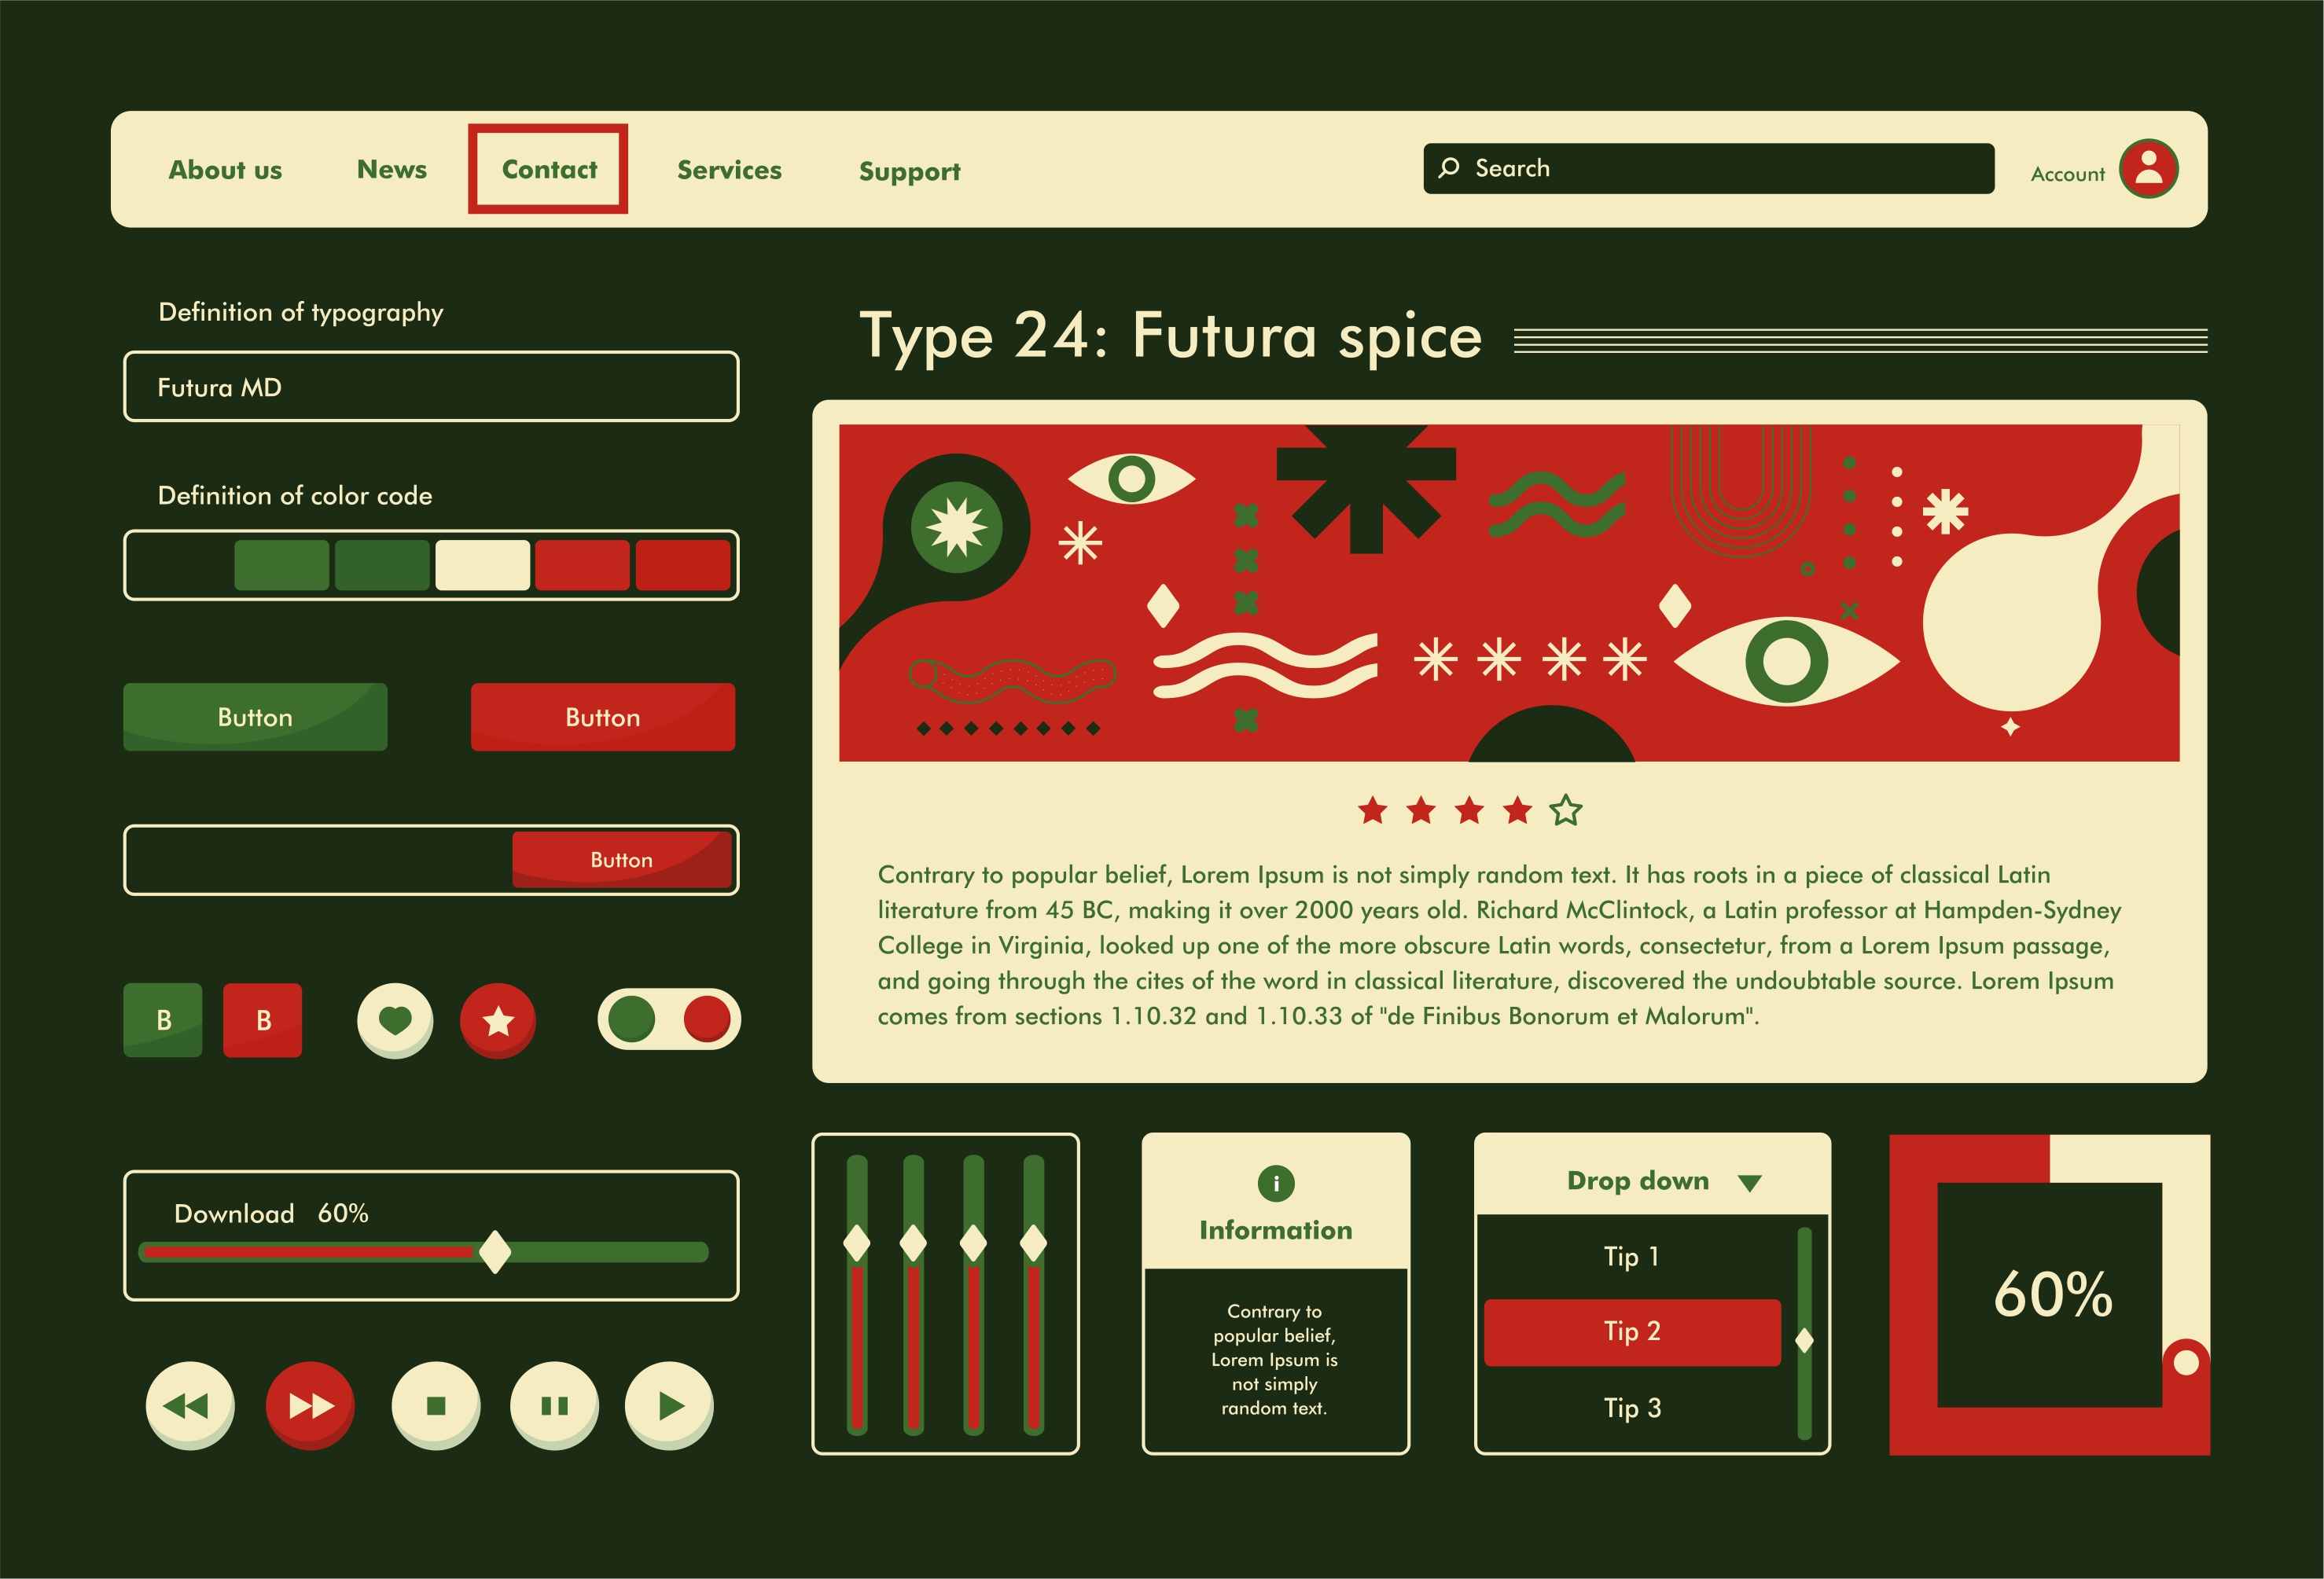 About us News Contact Services Support Search Account
Definition of typography
Futura MD
Definition of color code
Button Button
Button
B B
Download 60%
Type 24: Futura spice
Contrary to popular belief, Lorem Ipsum is not simply random text. It has roots in a piece of classical Latin
literature from 45 BC, making it over 2000 years old. Richard McClintock, a Latin professor at Hampden-Sydney
College in Virginia, looked up one of the more obscure Latin words, consectetur, from a Lorem Ipsum passage,
and going through the cites of the word in classical literature, discovered the undoubtable source. Lorem Ipsum
comes from sections 1.10.32 and 1.10.33 of "de Finibus Bonorum et Malorum".
i
Information
Contrary to
popular belief,
Lorem Ipsum is
not simply
random text.
Drop down
Tip 1
Tip 2
Tip 3
60%